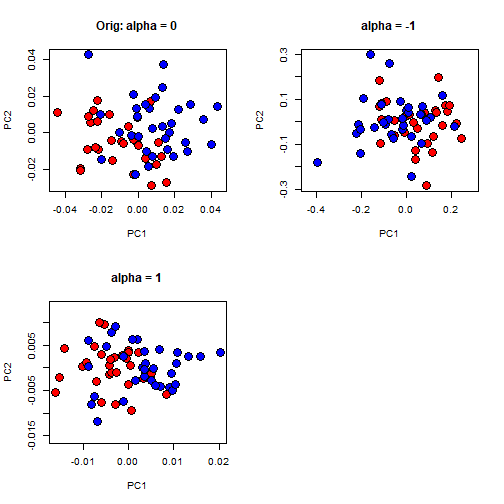 Orig: alpha = 0
PC2
-0.02 0.00 0.02 0.04
-0.04 -0.02 0.00 0.02 0.04
PC1
alpha = -1
PC2
-0.3 -0.1 0.1 0.3
-0.4 -0.2 0.0 0.2
PC1
alpha = 1
PC2
-0.015 -0.005 0.005
-0.01 0.00 0.01 0.02
PC1